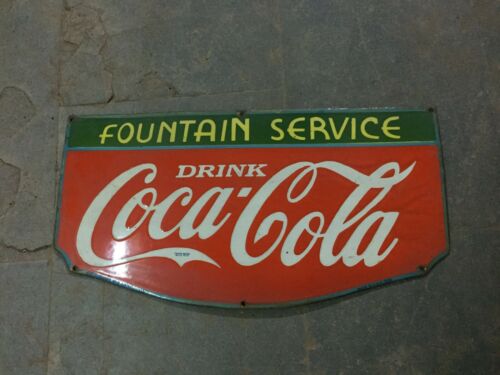 FOUNTAIN SERVICE
DRINK
Coca-Cola